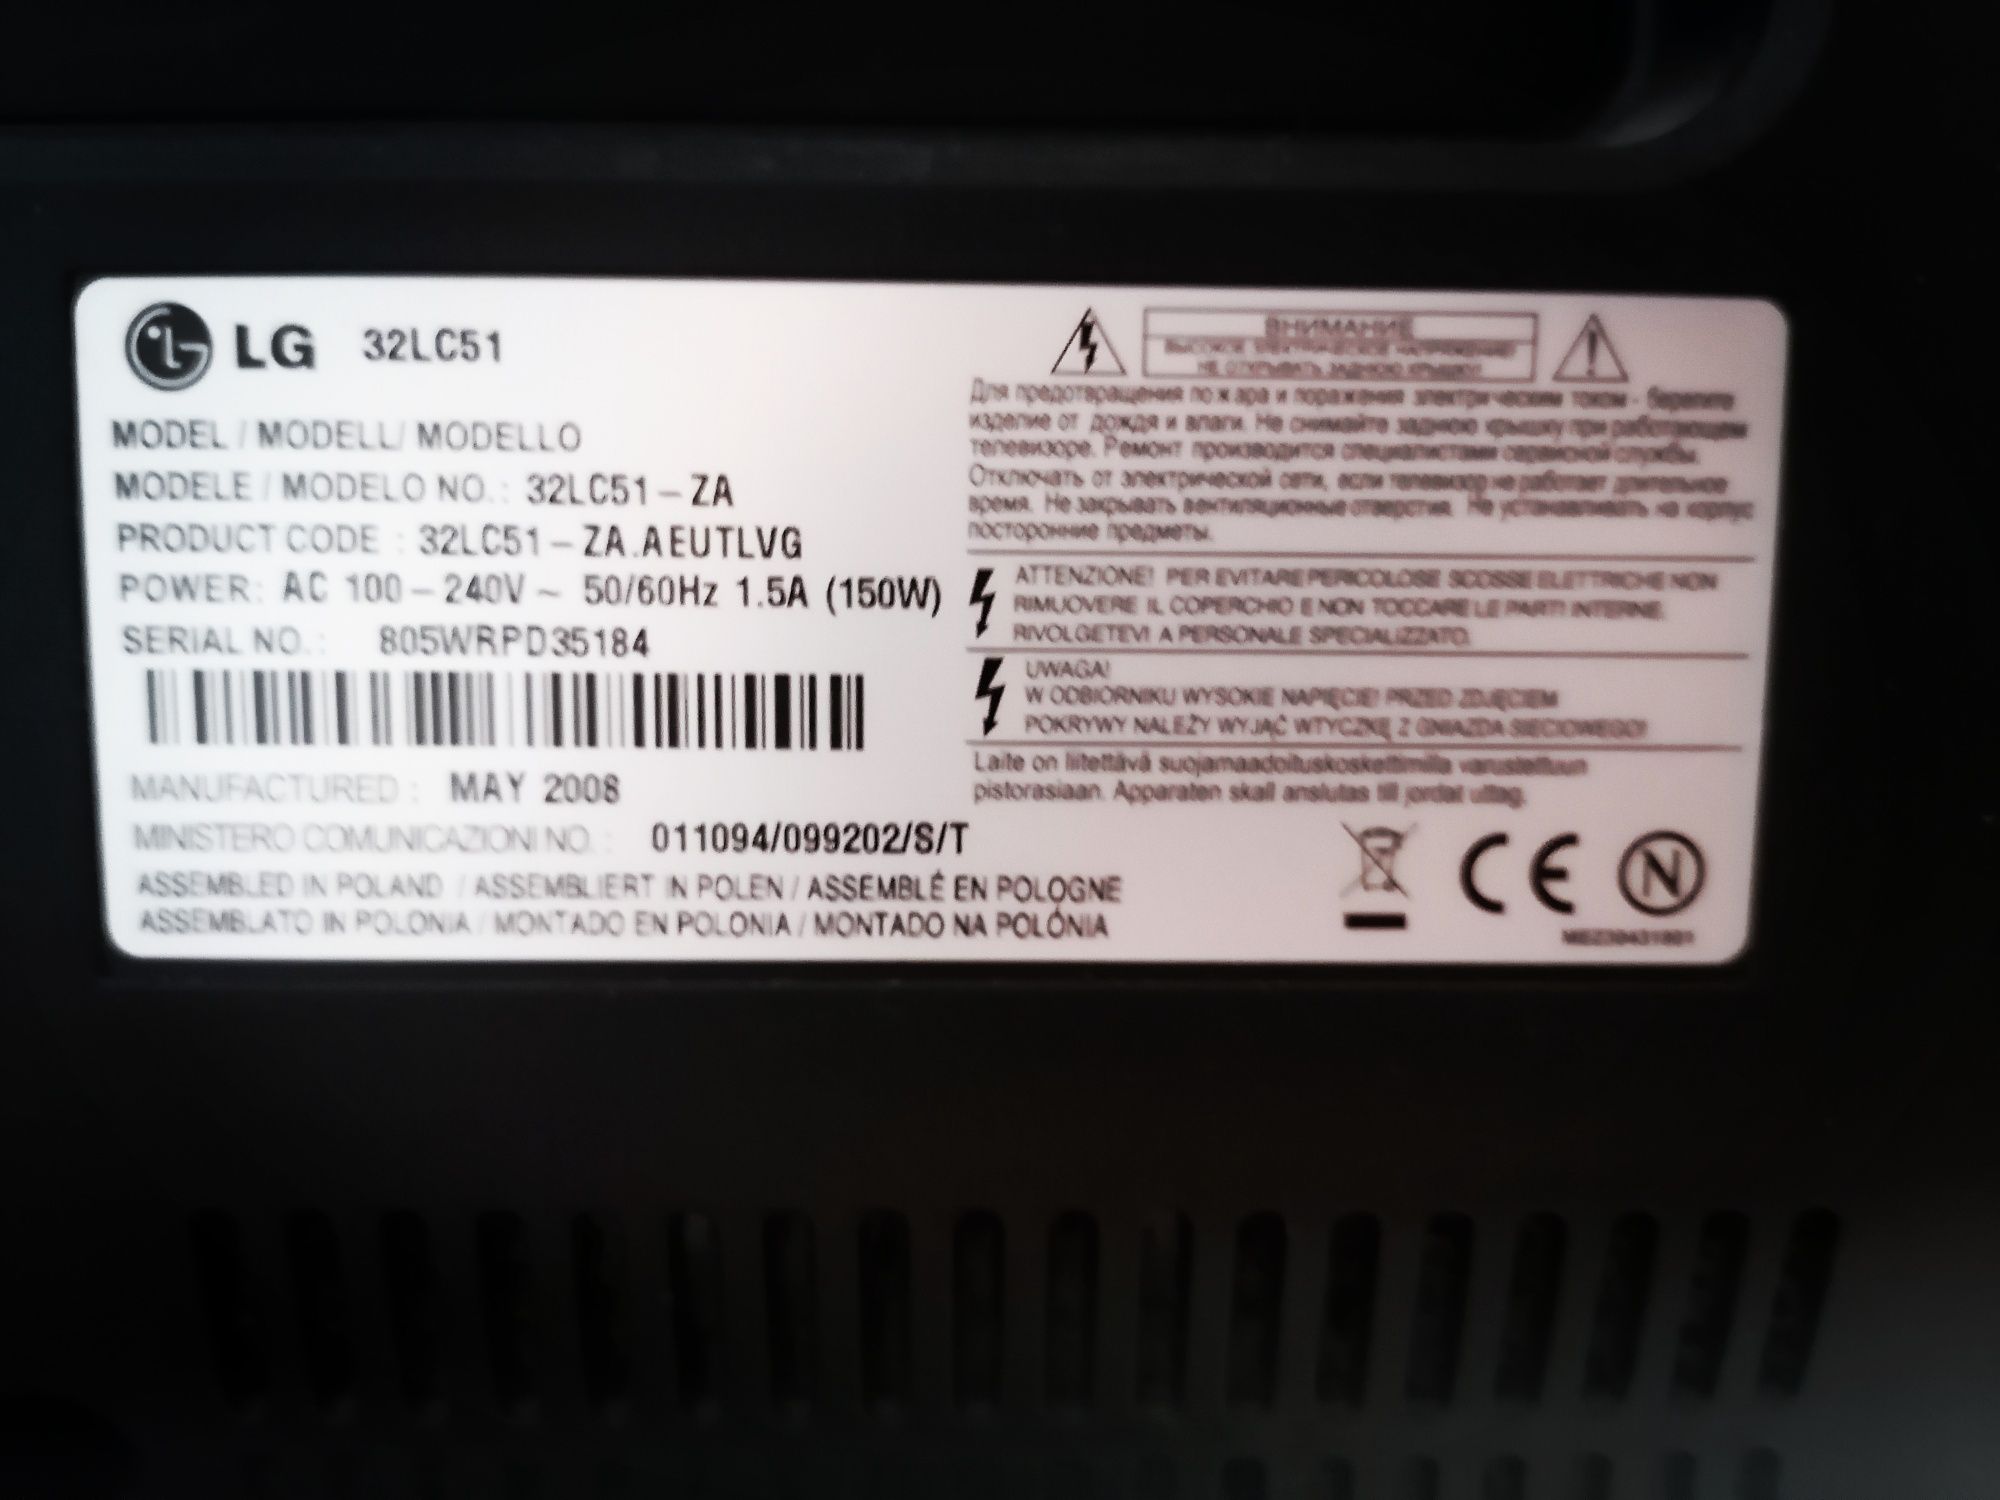 LG 32LC51
MODEL / MODELL/ MODELLO
MODELE / MODELO NO. : 32LC51-ZA
PRODUCT CODE : 32LC51-ZA.AEUTLVG
POWER: AC 100-240V ~ 50/60Hz 1.5A (150W)
SERIAL NO. : 805WRPD35184
MANUFACTURED : MAY 2008
MINISTERO COMUNICAZIONI NO. : 011094/099202/S/T
ASSEMBLED IN POLAND / ASSEMBLIERT IN POLEN / ASSEMBLÉ EN POLOGNE
ASSEMBLATO IN POLONIA / MONTADO EN POLONIA / MONTADO NA POLÓNIA
ВНИМАНИЕ
ВЫСОКОЕ ЭЛЕКТРИЧЕСКОЕ НАПРЯЖЕНИЕ!
НЕ ОТКРЫВАТЬ ЗАДНЮЮ КРЫШКУ!
Для предотвращения пожара и поражения электрическим током - берегите
изделие от дождя и влаги. Не снимайте заднюю крышку при работающем
телевизоре. Ремонт производится специалистами сервисной службы.
Отключать от электрической сети, если телевизор не работает длительное
время. Не закрывать вентиляционные отверстия. Не устанавливать на корпус
посторонние предметы.
ATTENZIONE! PER EVITARE PERICOLOSE SCOSSE ELETTRICHE NON
RIMUOVERE IL COPERCHIO E NON TOCCARE LE PARTI INTERNE.
RIVOLGETEVI A PERSONALE SPECIALIZZATO.
UWAGA!
W ODBIORNIKU WYSOKIE NAPIĘCIE! PRZED ZDJĘCIEM
POKRYWY NALEŻY WYJĄĆ WTYCZKĘ Z GNIAZDA SIECIOWEGO!
Laite on liitettävä suojamaadoituskoskettimilla varustettuun
pistorasiaan. Apparaten skall anslutas till jordat uttag.
CE N